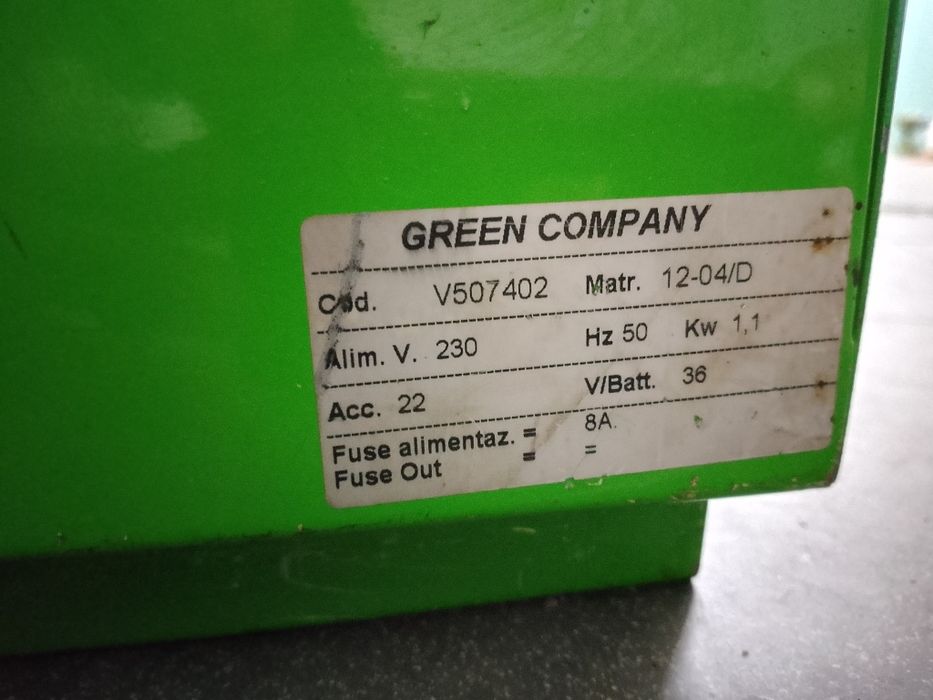 GREEN COMPANY
Cod. V507402 Matr. 12-04/D
Alim. V. 230 Hz 50 Kw 1,1
Acc. 22 V/Batt. 36
Fuse alimentaz. = 8A.
Fuse Out = =